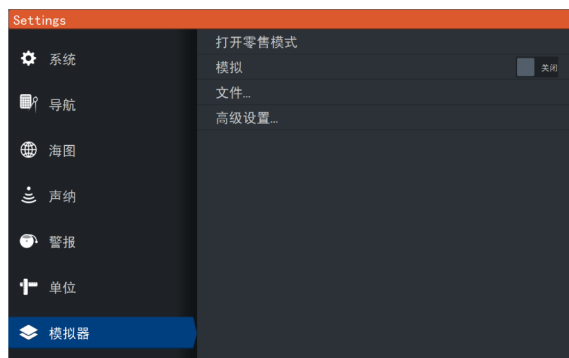 Settings
系统
导航
海图
声纳
警报
单位
模拟器
打开零售模式
模拟
关闭
文件...
高级设置...